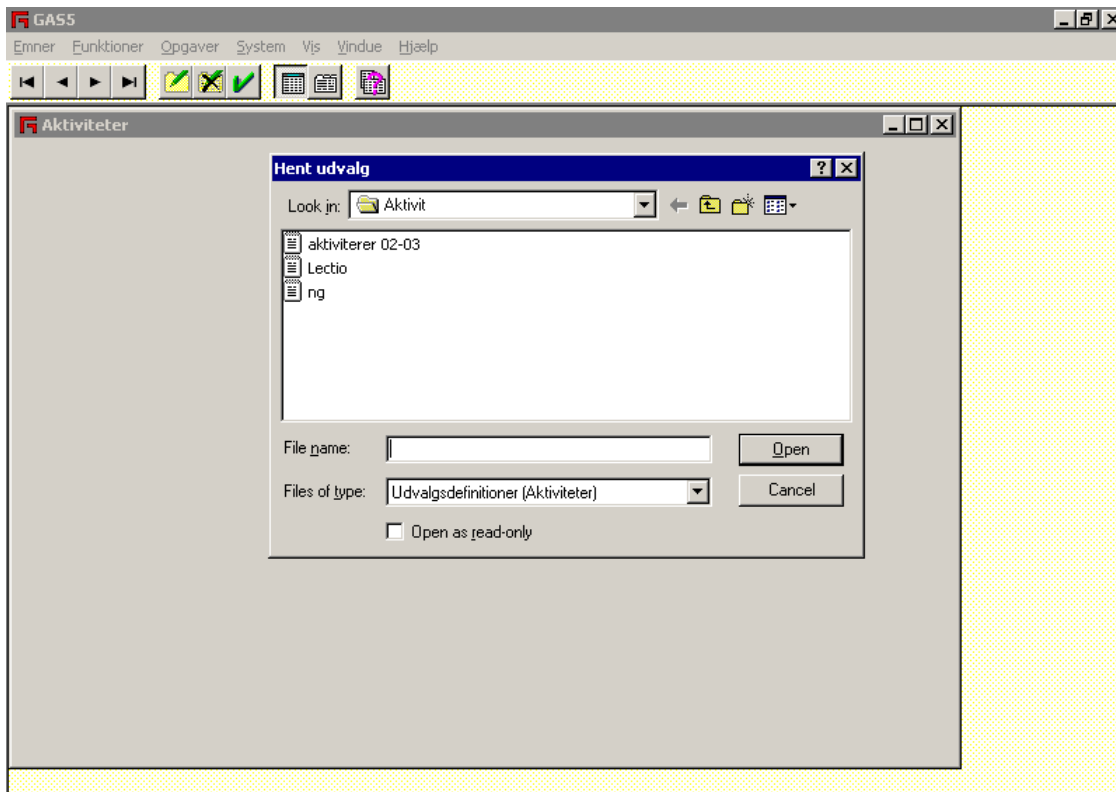 GAS5
Emner Funktioner Opgaver System Vis Vindue Hjælp
Aktiviteter
Hent udvalg
Look in: Aktivit
aktiviterer 02-03
Lectio
ng
File name:
Open
Files of type: Udvalgsdefinitioner (Aktiviteter)
Cancel
Open as read-only